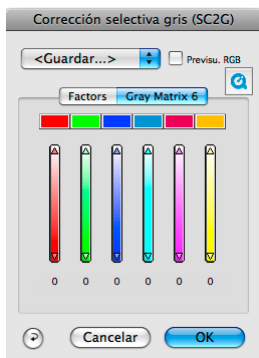 Corrección selectiva gris (SC2G)
<Guardar...> Previsu. RGB
Factors Gray Matrix 6
0 0 0 0 0 0
Cancelar OK